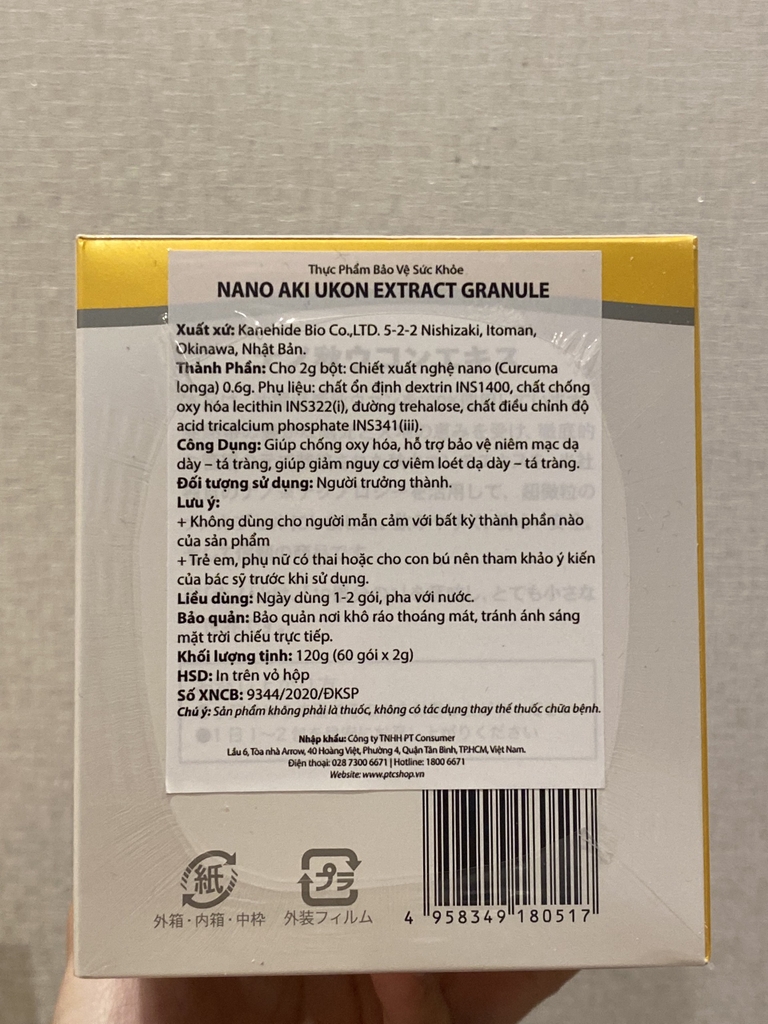 Thực Phẩm Bảo Vệ Sức Khỏe
NANO AKI UKON EXTRACT GRANULE
Xuất xứ: Kanehide Bio Co.,LTD. 5-2-2 Nishizaki, Itoman,
Okinawa, Nhật Bản.
Thành Phần: Cho 2g bột: Chiết xuất nghệ nano (Curcuma
longa) 0.6g. Phụ liệu: chất ổn định dextrin INS1400, chất chống
oxy hóa lecithin INS322(i), đường trehalose, chất điều chỉnh độ
acid tricalcium phosphate INS341(iii).
Công Dụng: Giúp chống oxy hóa, hỗ trợ bảo vệ niêm mạc dạ
dày – tá tràng, giúp giảm nguy cơ viêm loét dạ dày – tá tràng.
Đối tượng sử dụng: Người trưởng thành.
Lưu ý:
+ Không dùng cho người mẫn cảm với bất kỳ thành phần nào
của sản phẩm
+ Trẻ em, phụ nữ có thai hoặc cho con bú nên tham khảo ý kiến
của bác sỹ trước khi sử dụng.
Liều dùng: Ngày dùng 1-2 gói, pha với nước.
Bảo quản: Bảo quản nơi khô ráo thoáng mát, tránh ánh sáng
mặt trời chiếu trực tiếp.
Khối lượng tịnh: 120g (60 gói x 2g)
HSD: In trên vỏ hộp
Số XNCB: 9344/2020/ĐKSP
Chú ý: Sản phẩm không phải là thuốc, không có tác dụng thay thế thuốc chữa bệnh.
Nhập khẩu: Công ty TNHH PT Consumer
Lầu 6, Tòa nhà Arrow, 40 Hoàng Việt, Phường 4, Quận Tân Bình, TP.HCM, Việt Nam.
Điện thoại: 028 7300 6671 | Hotline: 1800 6671
Website: www.ptcshop.vn
紙 プラ
外箱・内箱・中枠 外装フィルム
4 958349 180517